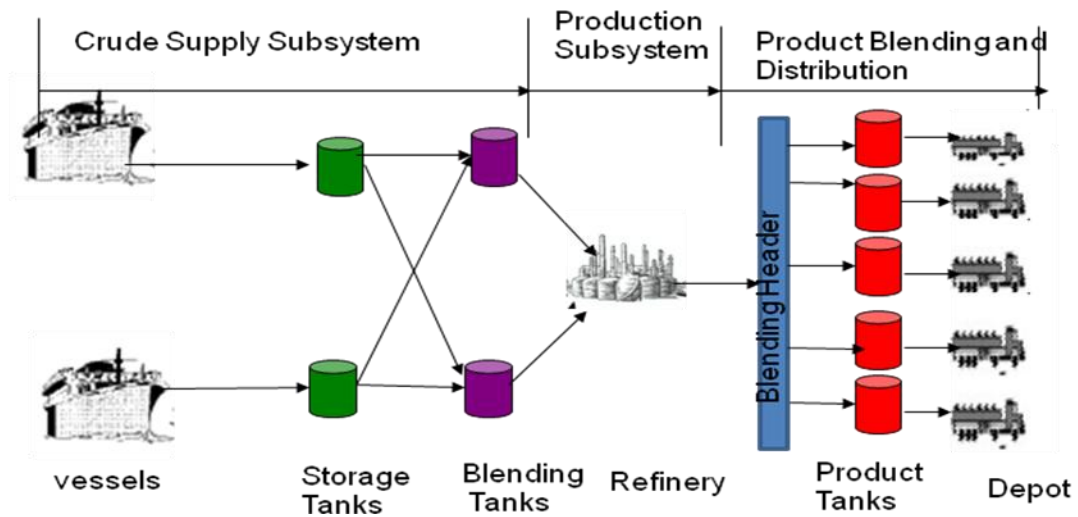 Crude Supply Subsystem
Production
Subsystem
Product Blending and
Distribution
Blending Header
vessels
Storage
Tanks
Blending
Tanks
Refinery
Product
Tanks
Depot